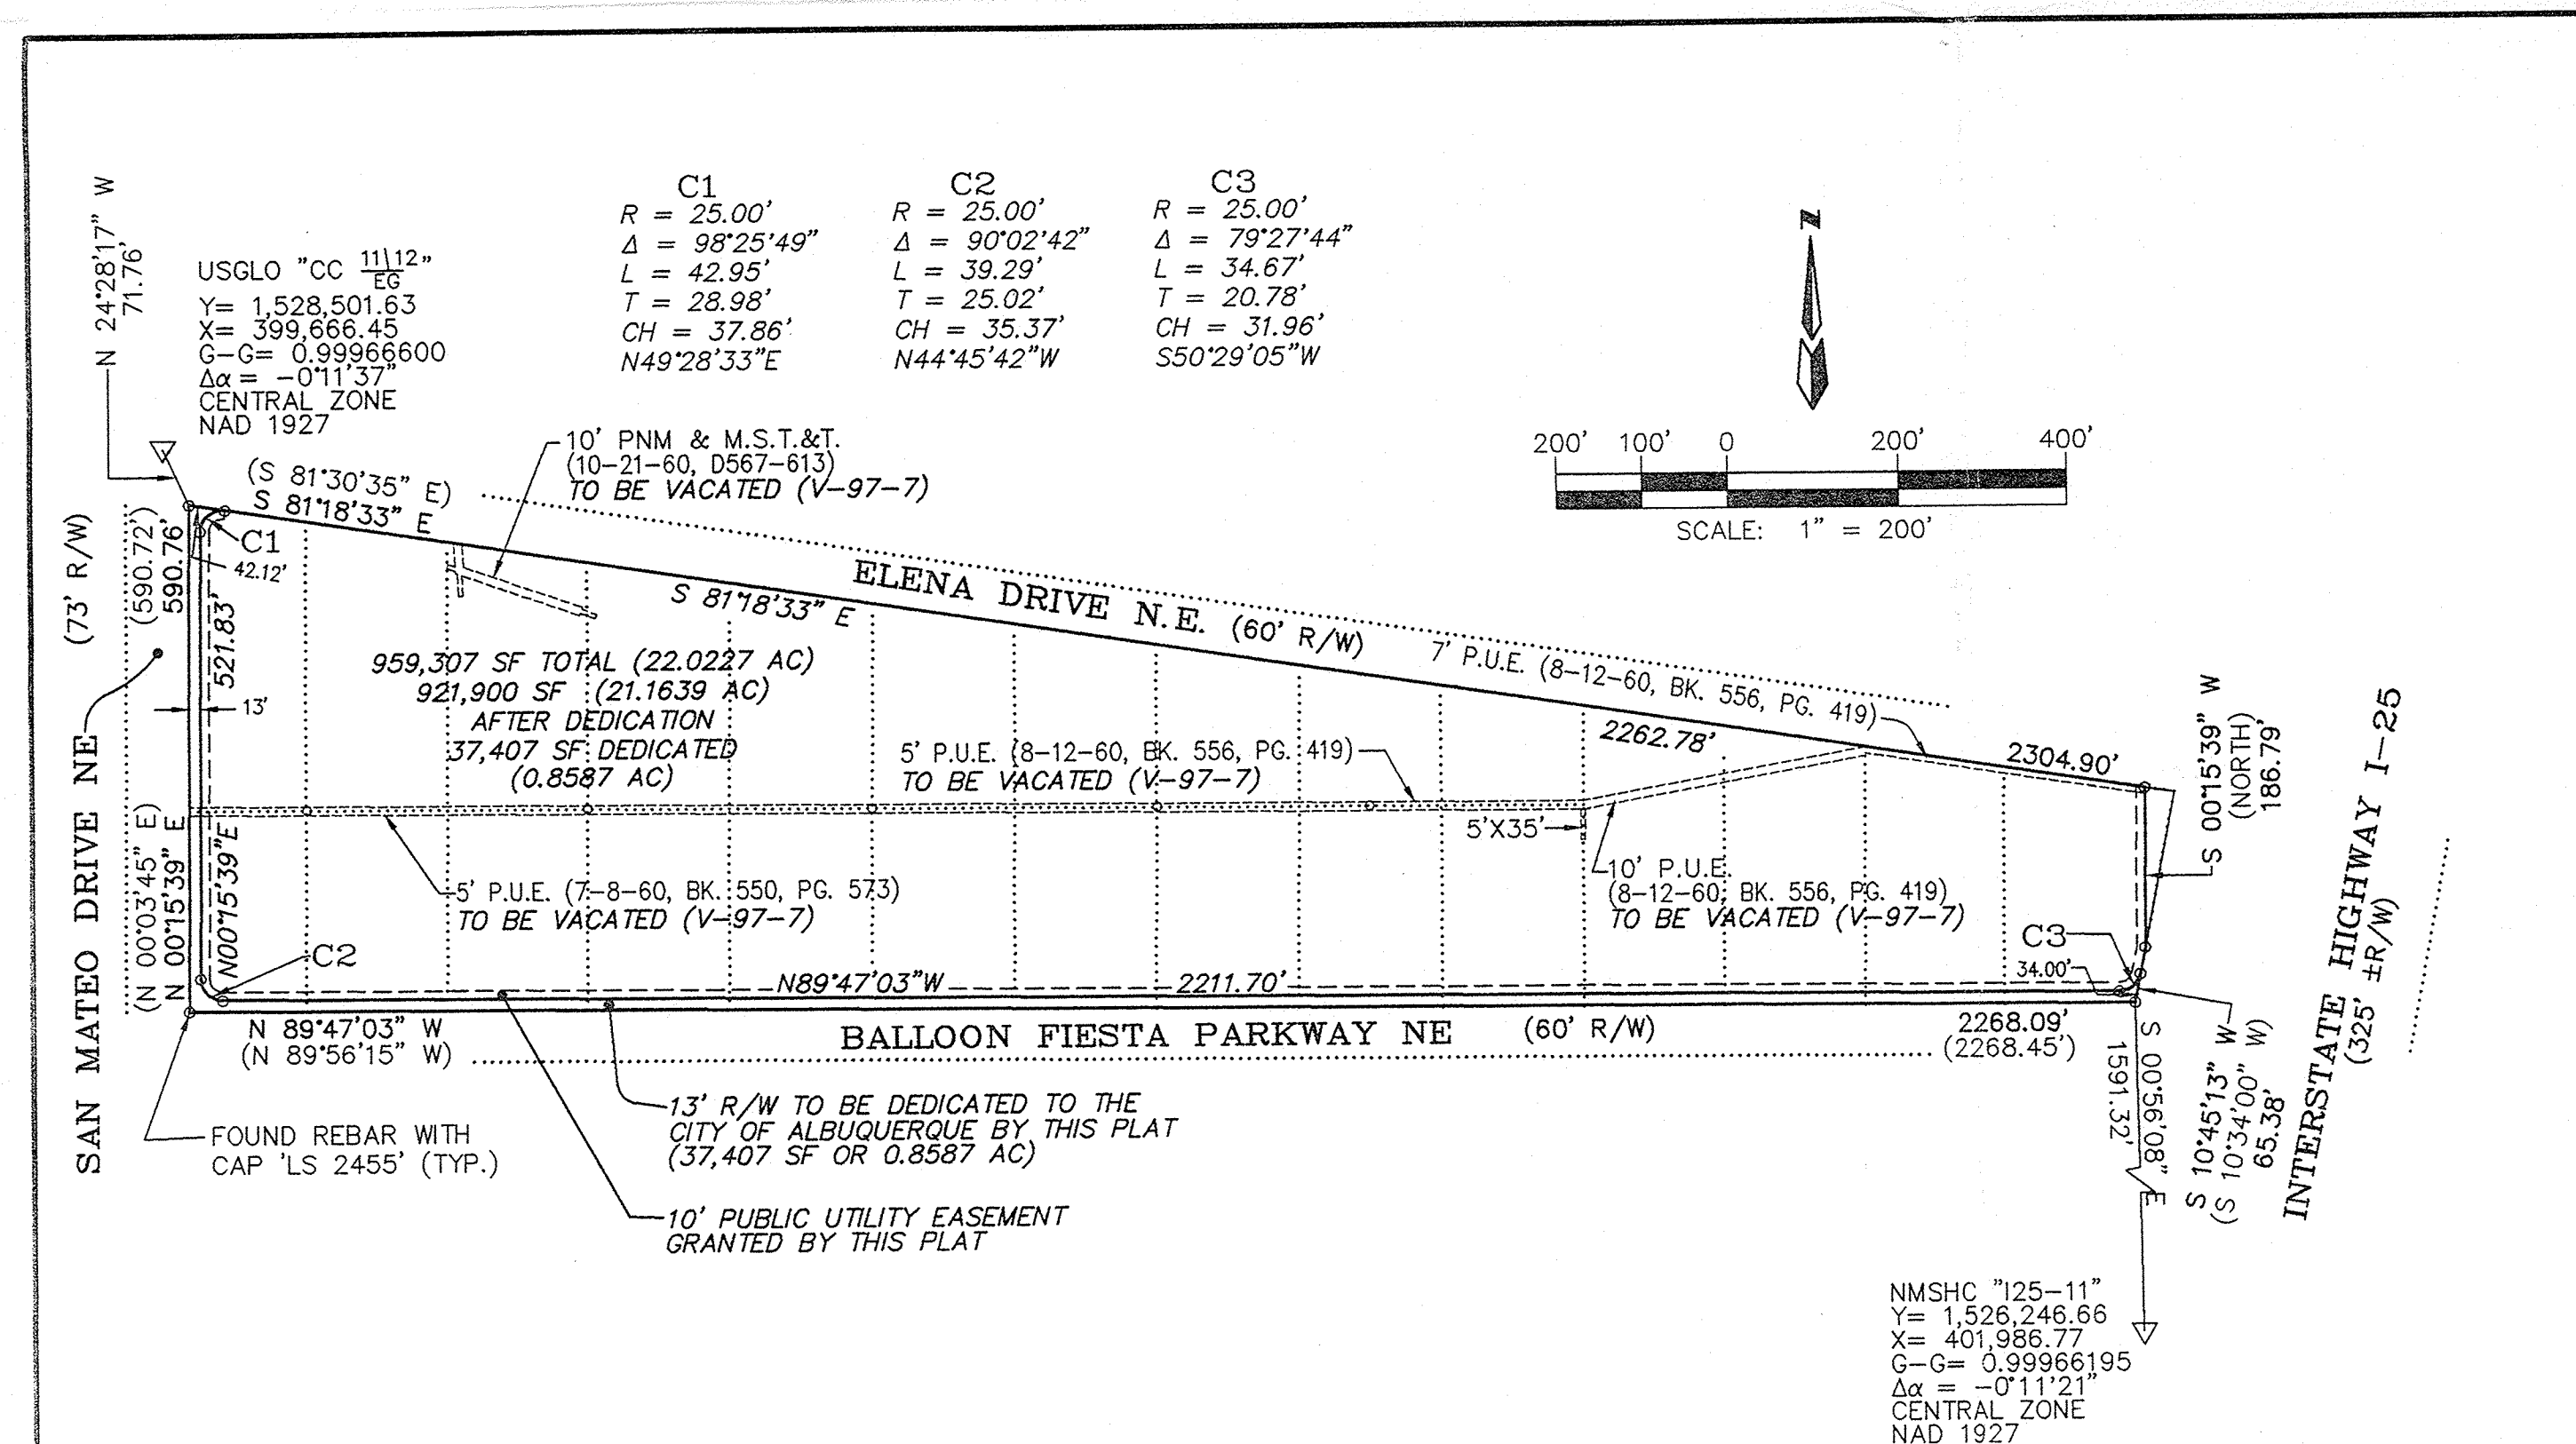 C1
R = 25.00'
Δ = 98°25'49"
L = 42.95'
T = 28.98'
CH = 37.86'
N49°28'33"E
C2
R = 25.00'
Δ = 90°02'42"
L = 39.29'
T = 25.02'
CH = 35.37'
N44°45'42"W
C3
R = 25.00'
Δ = 79°27'44"
L = 34.67'
T = 20.78'
CH = 31.96'
S50°29'05"W
N 24°28'17" W
71.76'
USGLO "CC 11|12"
EG
Y= 1,528,501.63
X= 399,666.45
G-G= 0.99966600
Δα = -0°11'37"
CENTRAL ZONE
NAD 1927
N
200' 100' 0 200' 400'
SCALE: 1" = 200'
10' PNM & M.S.T.&T.
(10-21-60, D567-613)
TO BE VACATED (V-97-7)
(S 81°30'35" E)
S 81°18'33" E
C1
42.12'
(73' R/W)
(590.72')
590.76'
521.83'
13'
S 81°18'33" E
ELENA DRIVE N.E. (60' R/W)
7' P.U.E. (8-12-60, BK. 556, PG. 419)
2262.78'
2304.90'
959,307 SF TOTAL (22.0227 AC)
921,900 SF (21.1639 AC)
AFTER DEDICATION
37,407 SF DEDICATED
(0.8587 AC)
5' P.U.E. (8-12-60, BK. 556, PG. 419)
TO BE VACATED (V-97-7)
5'X35'
10' P.U.E.
(8-12-60, BK. 556, PG. 419)
TO BE VACATED (V-97-7)
5' P.U.E. (7-8-60, BK. 550, PG. 573)
TO BE VACATED (V-97-7)
SAN MATEO DRIVE NE
(N 00°03'45" E)
N 00°15'39" E
N00°15'39"E
C2
N89°47'03"W
2211.70'
C3
34.00'
S 00°15'39" W
(NORTH)
186.79'
INTERSTATE HIGHWAY I-25
(325' ±R/W)
N 89°47'03" W
(N 89°56'15" W)
BALLOON FIESTA PARKWAY NE (60' R/W)
2268.09'
(2268.45')
S 00°56'08" E
1591.32'
S 10°45'13" W
(S 10°34'00" W)
65.38'
FOUND REBAR WITH
CAP 'LS 2455' (TYP.)
13' R/W TO BE DEDICATED TO THE
CITY OF ALBUQUERQUE BY THIS PLAT
(37,407 SF OR 0.8587 AC)
10' PUBLIC UTILITY EASEMENT
GRANTED BY THIS PLAT
NMSHC "I25-11"
Y= 1,526,246.66
X= 401,986.77
G-G= 0.99966195
Δα = -0°11'21"
CENTRAL ZONE
NAD 1927